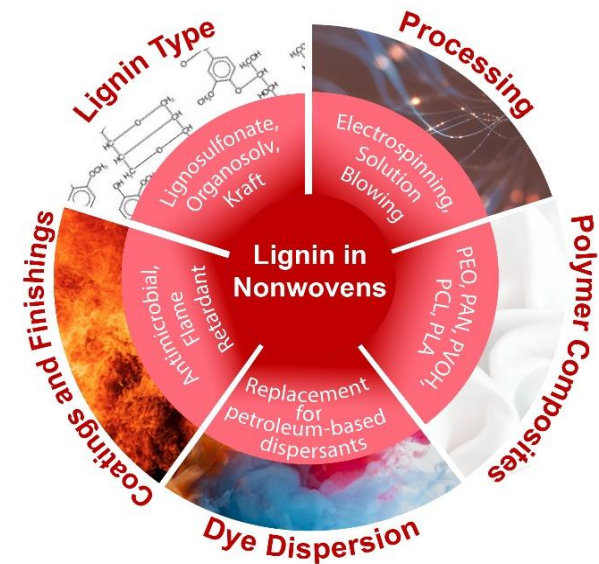 Lignin Type
Processing
Polymer Composites
Dye Dispersion
Coatings and Finishings
Lignosulfonate,
Organosolv,
Kraft
Electrospinning,
Solution
Blowing
PEO, PAN, PVOH,
PCL, PLA
Replacement
for
petroleum-based
dispersants
Antimicrobial,
Flame
Retardant
Lignin in
Nonwovens